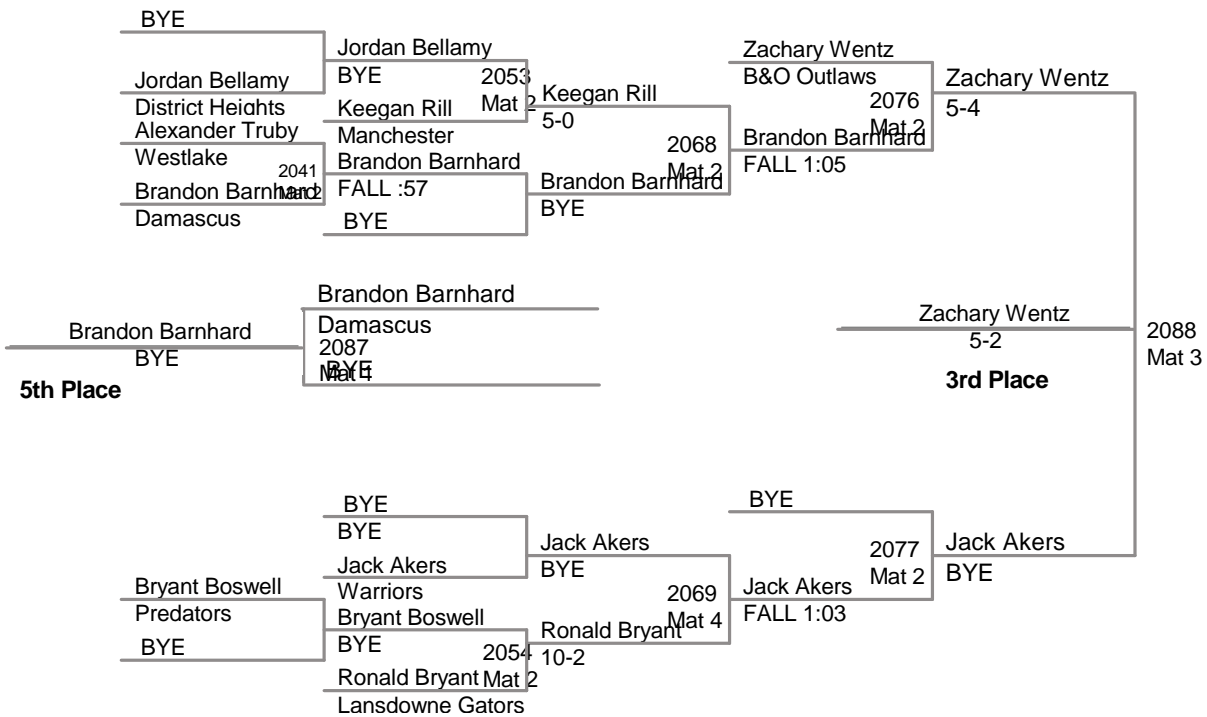 BYE
Jordan Bellamy
District Heights
Alexander Truby
Westlake
2041
Mat 2
Brandon Barnhard
Damascus
Jordan Bellamy
BYE
2053
Mat 2
Keegan Rill
Manchester
Brandon Barnhard
FALL :57
BYE
Keegan Rill
5-0
2068
Mat 2
Brandon Barnhard
BYE
Zachary Wentz
B&O Outlaws
2076
Mat 2
Brandon Barnhard
FALL 1:05
Zachary Wentz
5-4
Brandon Barnhard
Damascus
2087
Mat 1
BYE
Brandon Barnhard
BYE
5th Place
Zachary Wentz
5-2
3rd Place
2088
Mat 3
Bryant Boswell
Predators
BYE
BYE
BYE
Jack Akers
Warriors
Bryant Boswell
BYE
2054
Mat 2
Ronald Bryant
Lansdowne Gators
Jack Akers
BYE
2069
Mat 4
Ronald Bryant
10-2
BYE
2077
Mat 2
Jack Akers
FALL 1:03
Jack Akers
BYE